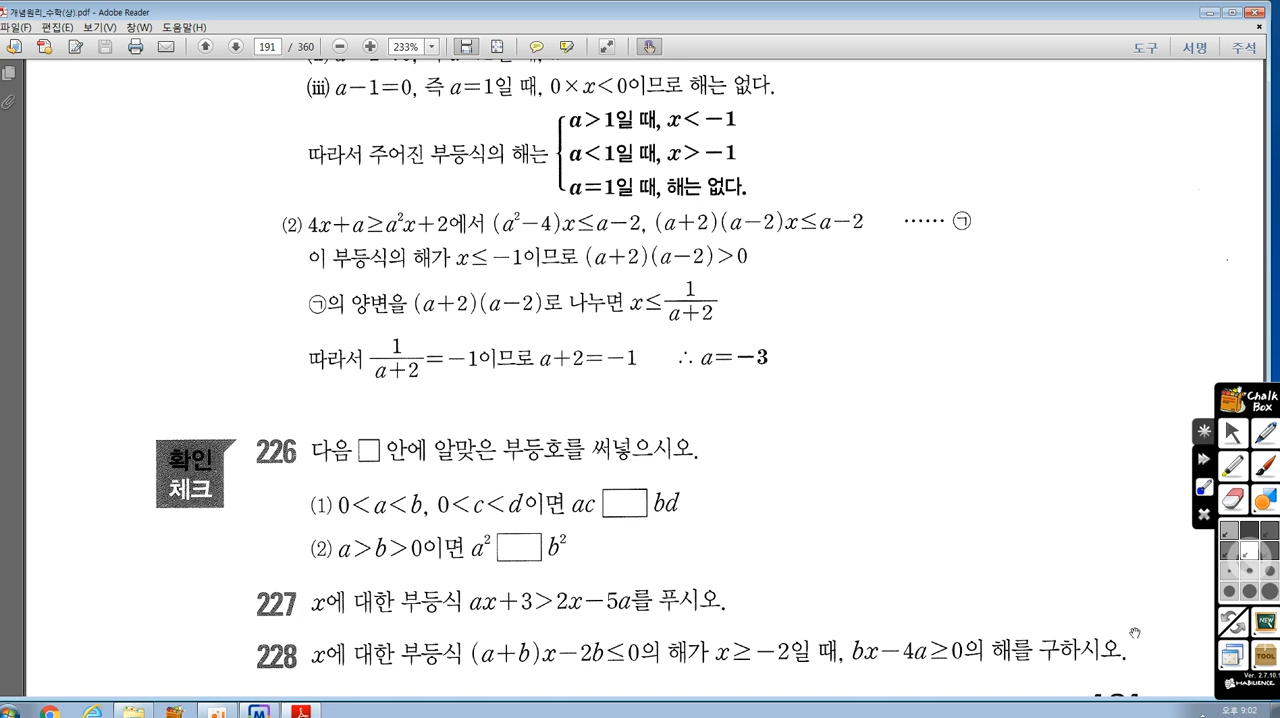 개념원리_수학(상).pdf - Adobe Reader
파일(F) 편집(E) 보기(V) 창(W) 도움말(H)
191 / 360 233% 도구 서명 주석
(iii) a−1=0, 즉 a=1일 때, 0×x<0이므로 해는 없다.
a>1일 때, x<−1
따라서 주어진 부등식의 해는 a<1일 때, x>−1
a=1일 때, 해는 없다.
(2) 4x+a≥a²x+2에서 (a²−4)x≤a−2, (a+2)(a−2)x≤a−2 ⋯⋯ ㉠
이 부등식의 해가 x≤−1이므로 (a+2)(a−2)>0
㉠의 양변을 (a+2)(a−2)로 나누면 x≤1/(a+2)
따라서 1/(a+2)=−1이므로 a+2=−1 ∴ a=−3
확인
체크
226 다음 □ 안에 알맞은 부등호를 써넣으시오.
(1) 0<a<b, 0<c<d이면 ac □ bd
(2) a>b>0이면 a² □ b²
227 x에 대한 부등식 ax+3>2x−5a를 푸시오.
228 x에 대한 부등식 (a+b)x−2b≤0의 해가 x≥−2일 때, bx−4a≥0의 해를 구하시오.
Chalk
Box
NEW
TOOL
Ver. 2.7.10.
HABILIENCE
오후 9:02